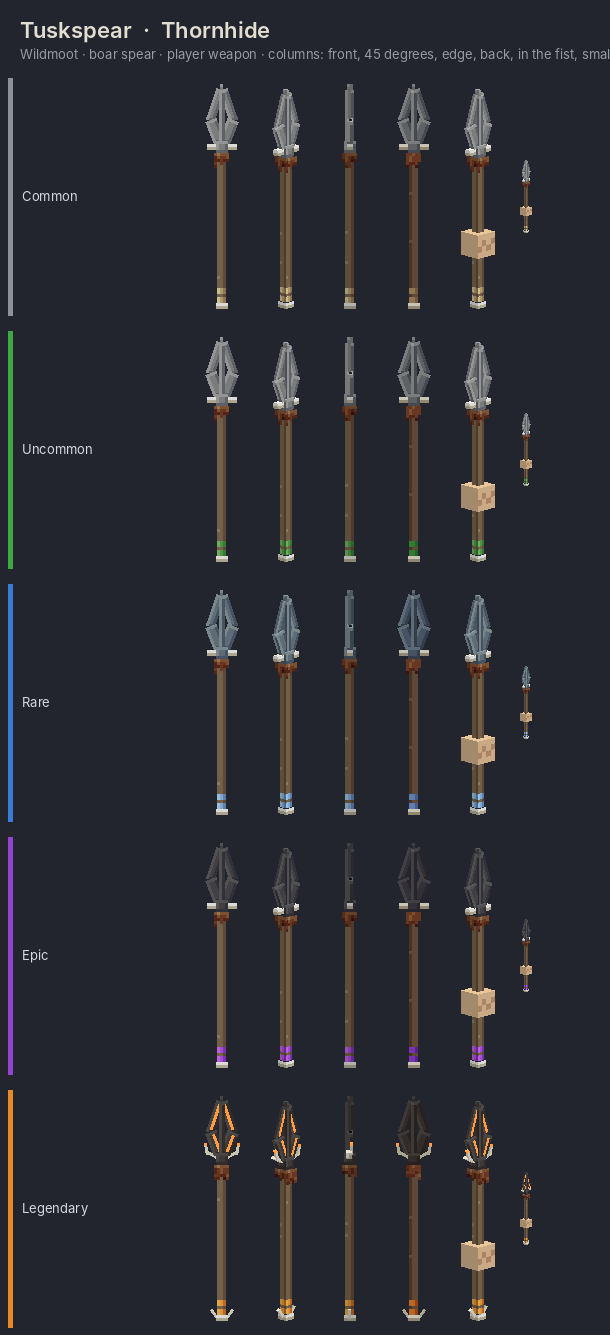 Tuskspear · Thornhide
Wildmoot · boar spear · player weapon · columns: front, 45 degrees, edge, back, in the fist, smal
Common
Uncommon
Rare
Epic
Legendary